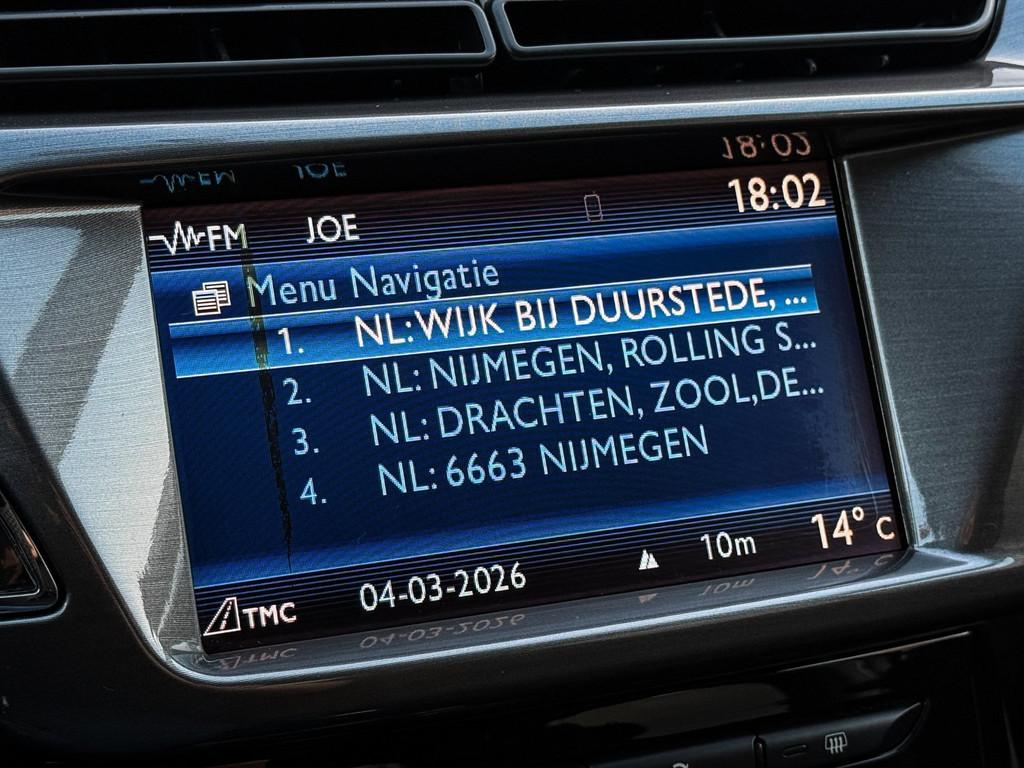 FM JOE 18:02
Menu Navigatie
1. NL:WIJK BIJ DUURSTEDE, ...
2. NL: NIJMEGEN, ROLLING S...
3. NL: DRACHTEN, ZOOL,DE...
4. NL: 6663 NIJMEGEN
TMC 04-03-2026 10m 14° C